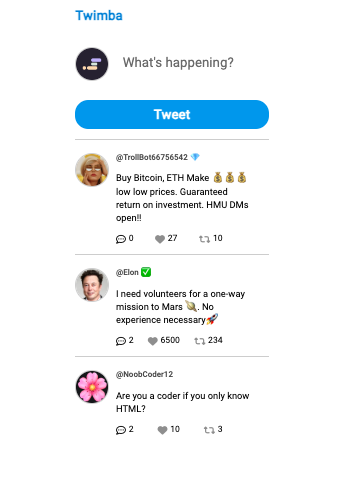 Twimba
What's happening?
Tweet
@TrollBot66756542 💎
Buy Bitcoin, ETH Make 💰💰💰
low low prices. Guaranteed
return on investment. HMU DMs
open!!
0 27 10
@Elon ✅
I need volunteers for a one-way
mission to Mars 🪐. No
experience necessary🚀
2 6500 234
@NoobCoder12
Are you a coder if you only know
HTML?
2 10 3